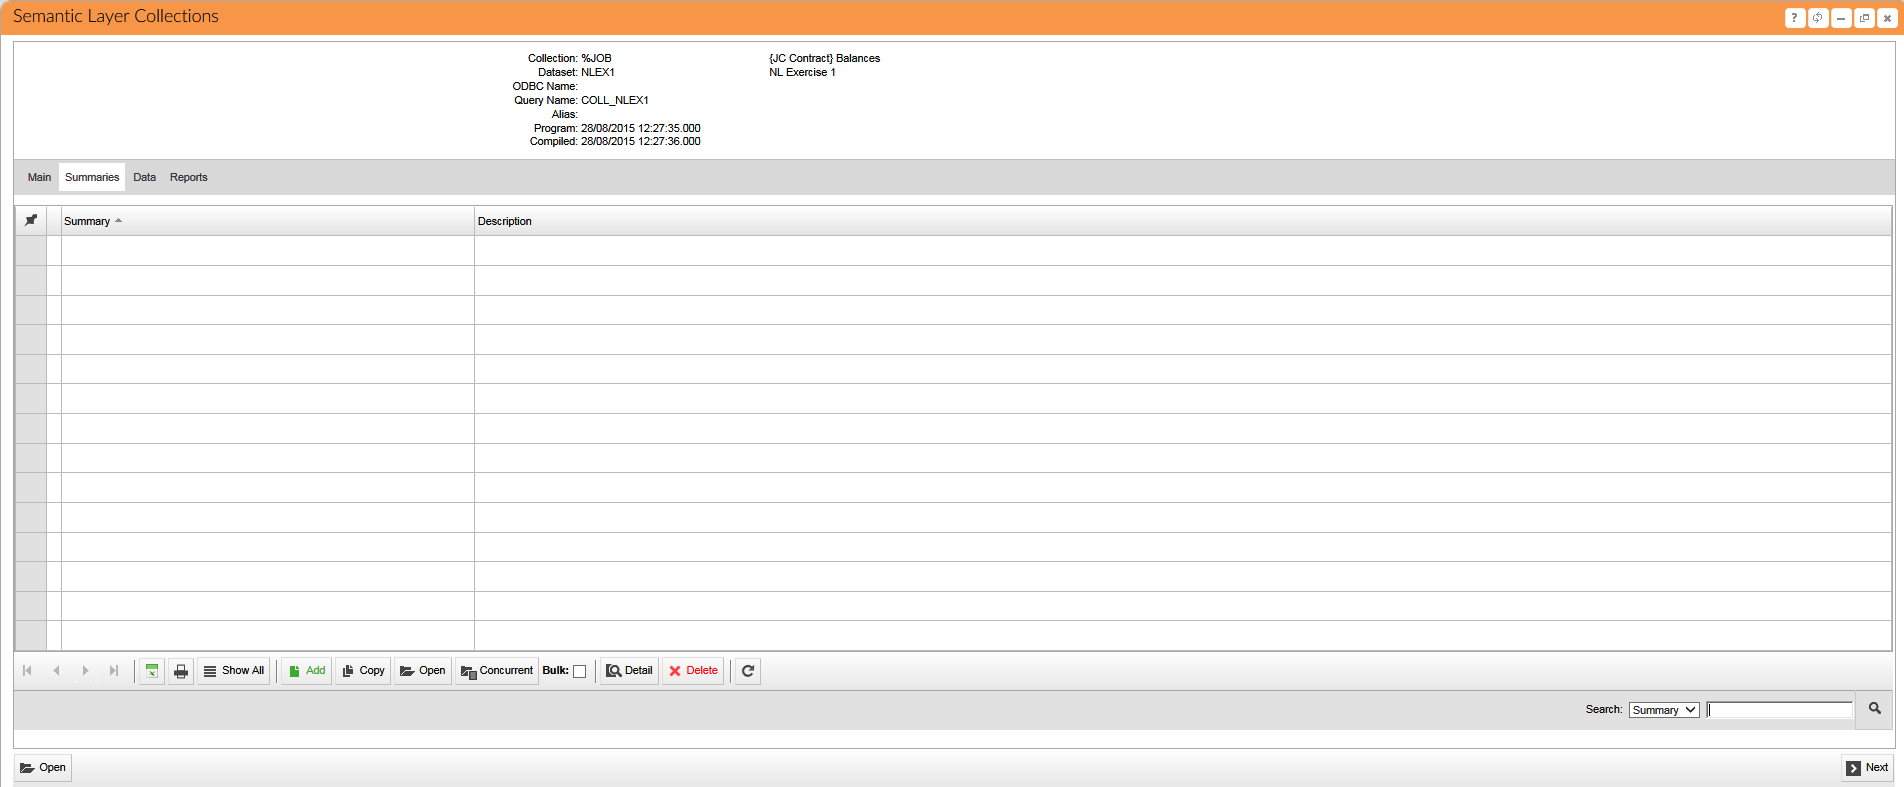 Semantic Layer Collections
Collection: %JOB {JC Contract} Balances
Dataset: NLEX1 NL Exercise 1
ODBC Name:
Query Name: COLL_NLEX1
Alias:
Program: 28/08/2015 12:27:35.000
Compiled: 28/08/2015 12:27:36.000
Main Summaries Data Reports
Summary Description
Show All Add Copy Open Concurrent Bulk: Detail Delete
Search: Summary
Open Next